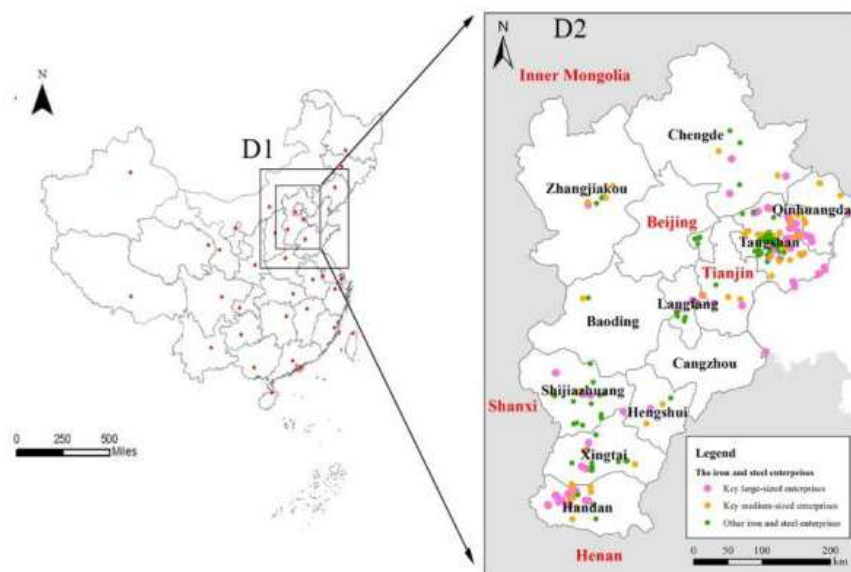 N
D1
0 250 500
Miles
D2
N
Inner Mongolia
Chengde
Zhangjiakou
Qinhuangda
Beijing
Tangshan
Tianjin
Langfang
Baoding
Cangzhou
Shijiazhuang
Shanxi
Hengshui
Xingtai
Handan
Henan
Legend
The iron and steel enterprises
Key large-sized enterprises
Key medium-sized enterprises
Other iron and steel enterprises
0 50 100 200
km